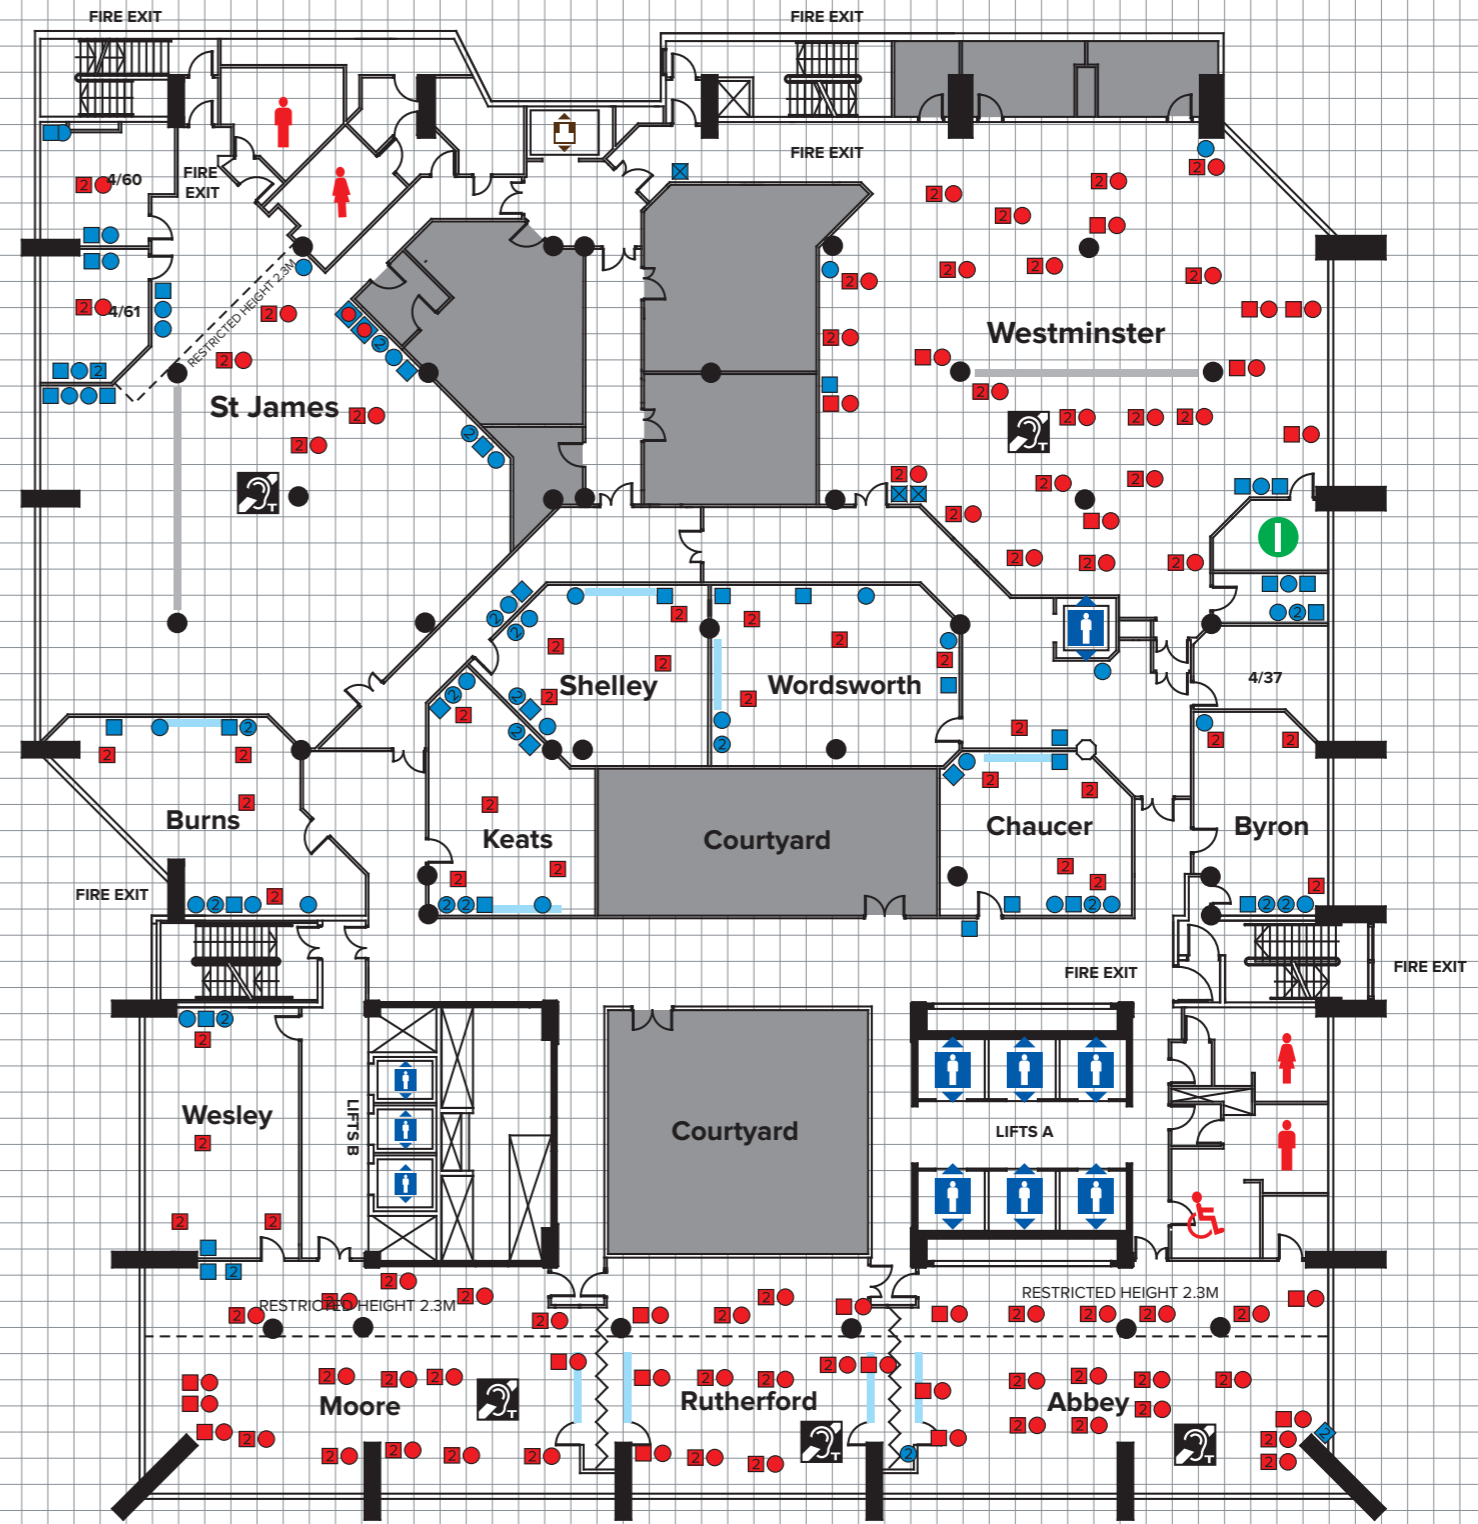 FIRE EXIT
FIRE EXIT
FIRE EXIT
FIRE
EXIT
4/60
4/61
RESTRICTED HEIGHT 2.3M
St James
Westminster
T
T
Shelley
Wordsworth
4/37
Burns
Keats
Courtyard
Chaucer
Byron
FIRE EXIT
FIRE EXIT
FIRE EXIT
Wesley
LIFTS B
Courtyard
LIFTS A
RESTRICTED HEIGHT 2.3M
RESTRICTED HEIGHT 2.3M
Moore
T
Rutherford
T
Abbey
T